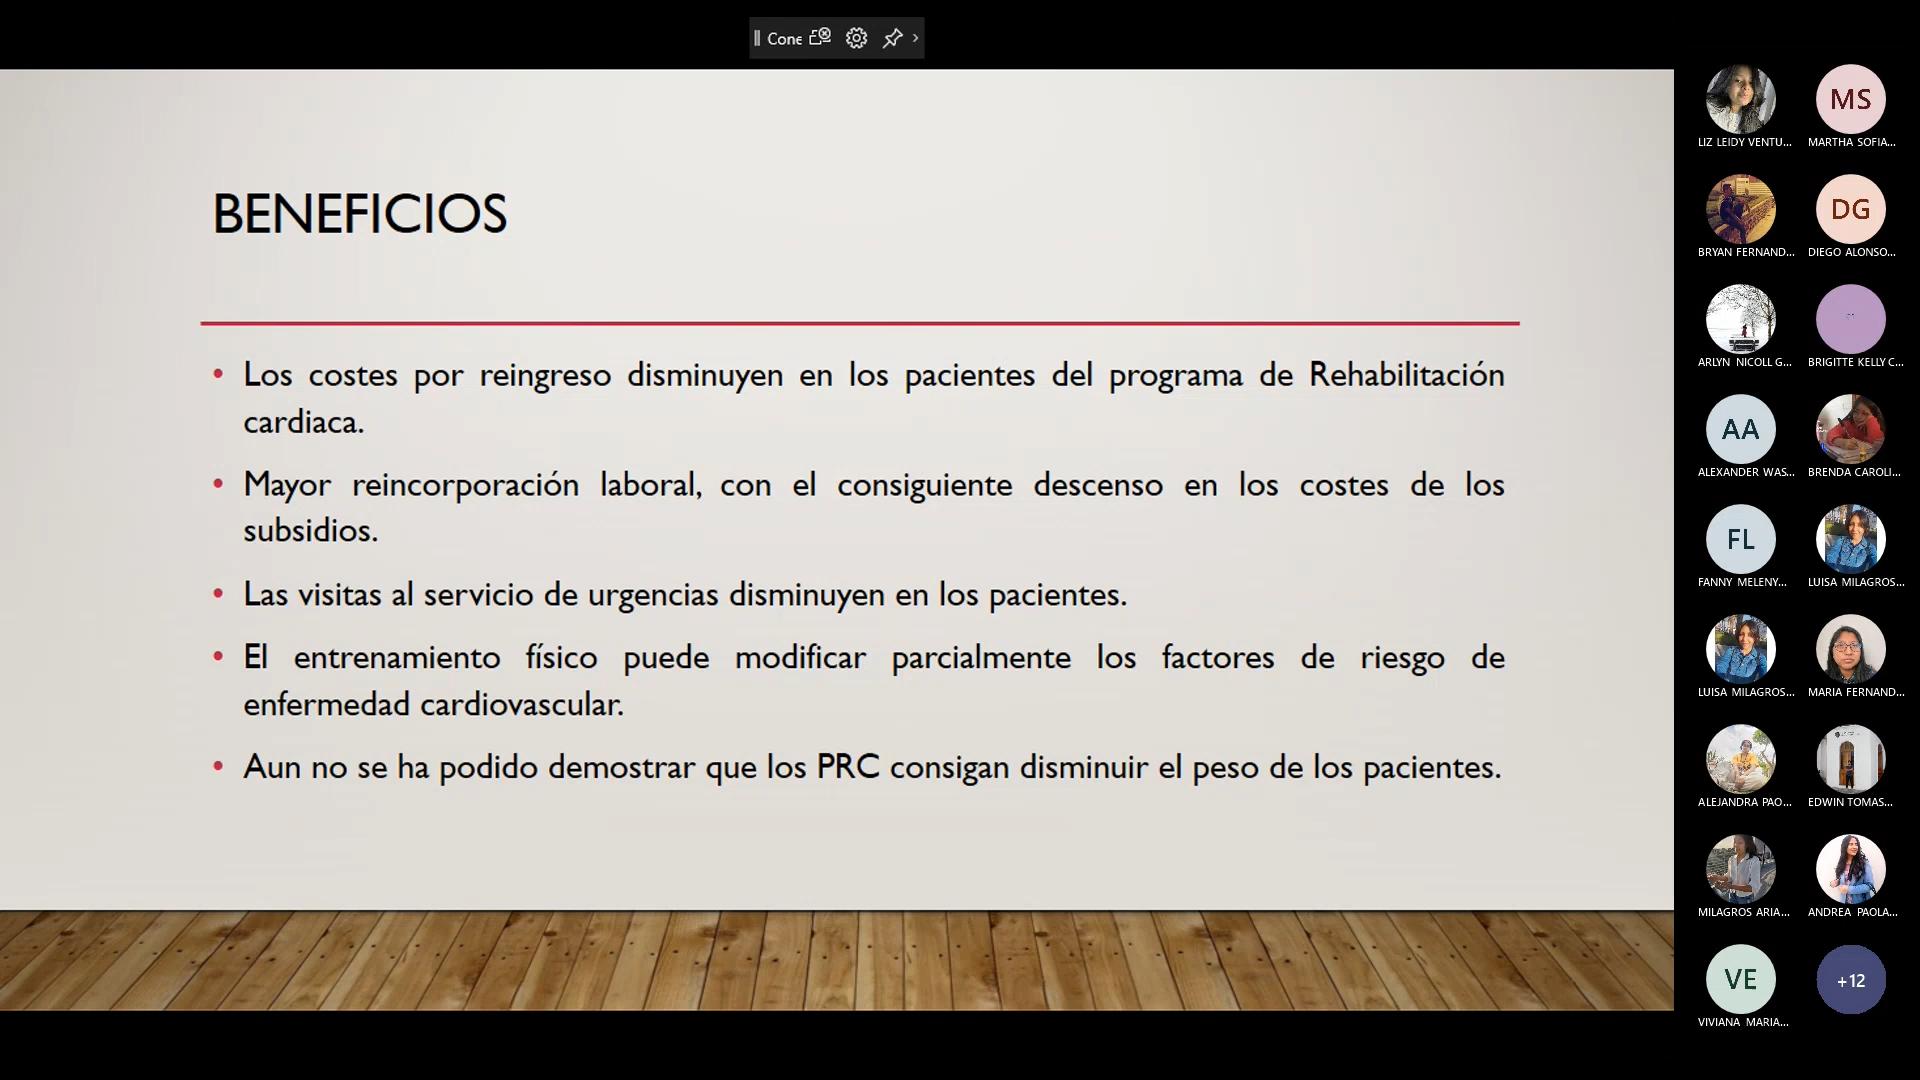 Cone
BENEFICIOS
• Los costes por reingreso disminuyen en los pacientes del programa de Rehabilitación
cardiaca.
• Mayor reincorporación laboral, con el consiguiente descenso en los costes de los
subsidios.
• Las visitas al servicio de urgencias disminuyen en los pacientes.
• El entrenamiento físico puede modificar parcialmente los factores de riesgo de
enfermedad cardiovascular.
• Aun no se ha podido demostrar que los PRC consigan disminuir el peso de los pacientes.
MS
LIZ LEIDY VENTU... MARTHA SOFIA...
DG
BRYAN FERNAND... DIEGO ALONSO...
ARLYN NICOLL G... BRIGITTE KELLY C...
AA
ALEXANDER WAS... BRENDA CAROLI...
FL
FANNY MELENY... LUISA MILAGROS...
LUISA MILAGROS... MARIA FERNAND...
ALEJANDRA PAO... EDWIN TOMAS...
MILAGROS ARIA... ANDREA PAOLA...
VE +12
VIVIANA MARIA...